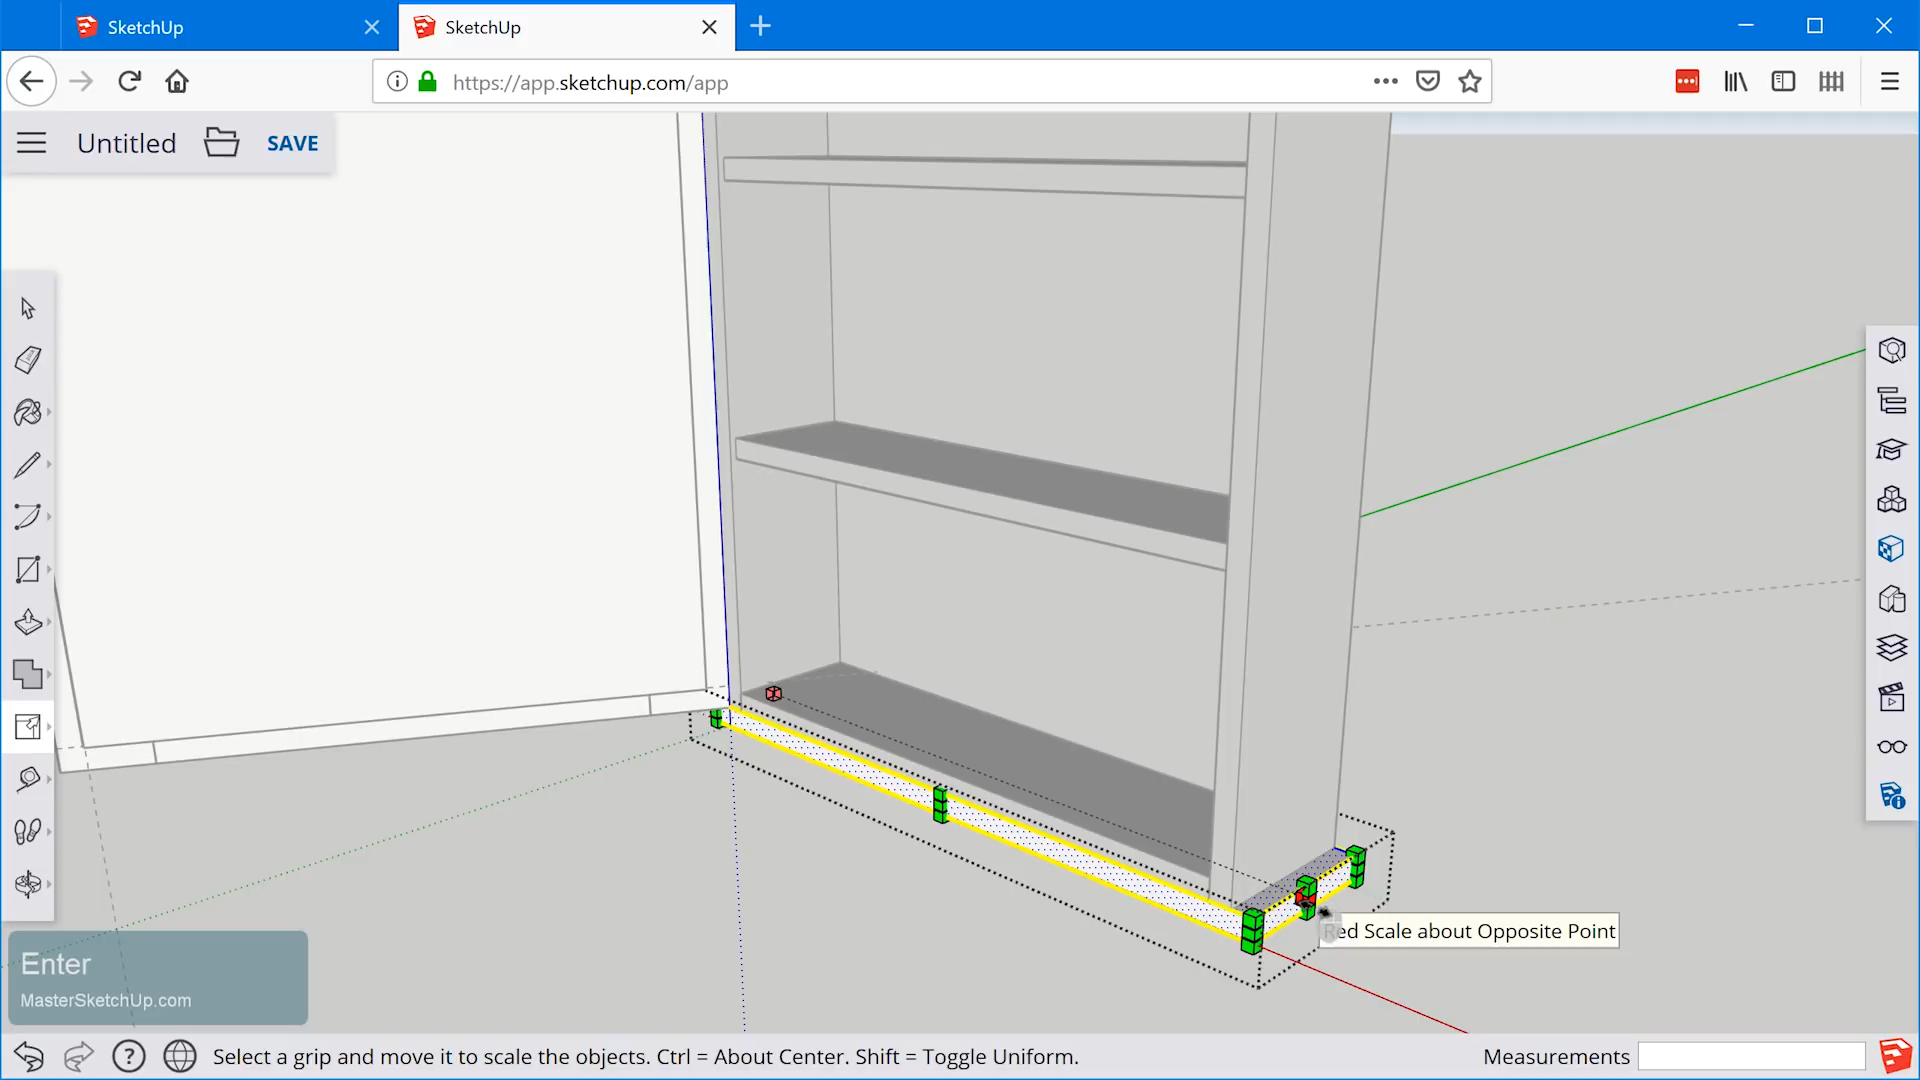 SketchUp
SketchUp
https://app.sketchup.com/app
Untitled
SAVE
Red Scale about Opposite Point
Enter
MasterSketchUp.com
Select a grip and move it to scale the objects. Ctrl = About Center. Shift = Toggle Uniform.
Measurements